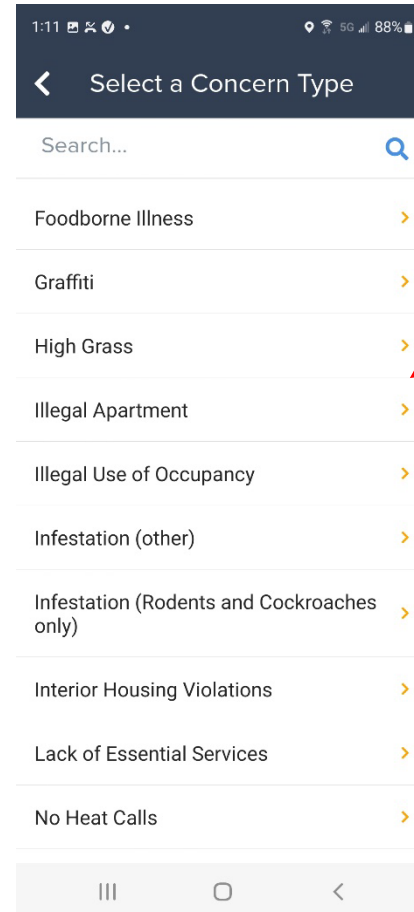 1:11 5G 88%
Select a Concern Type
Search...
Foodborne Illness
Graffiti
High Grass
Illegal Apartment
Illegal Use of Occupancy
Infestation (other)
Infestation (Rodents and Cockroaches
only)
Interior Housing Violations
Lack of Essential Services
No Heat Calls